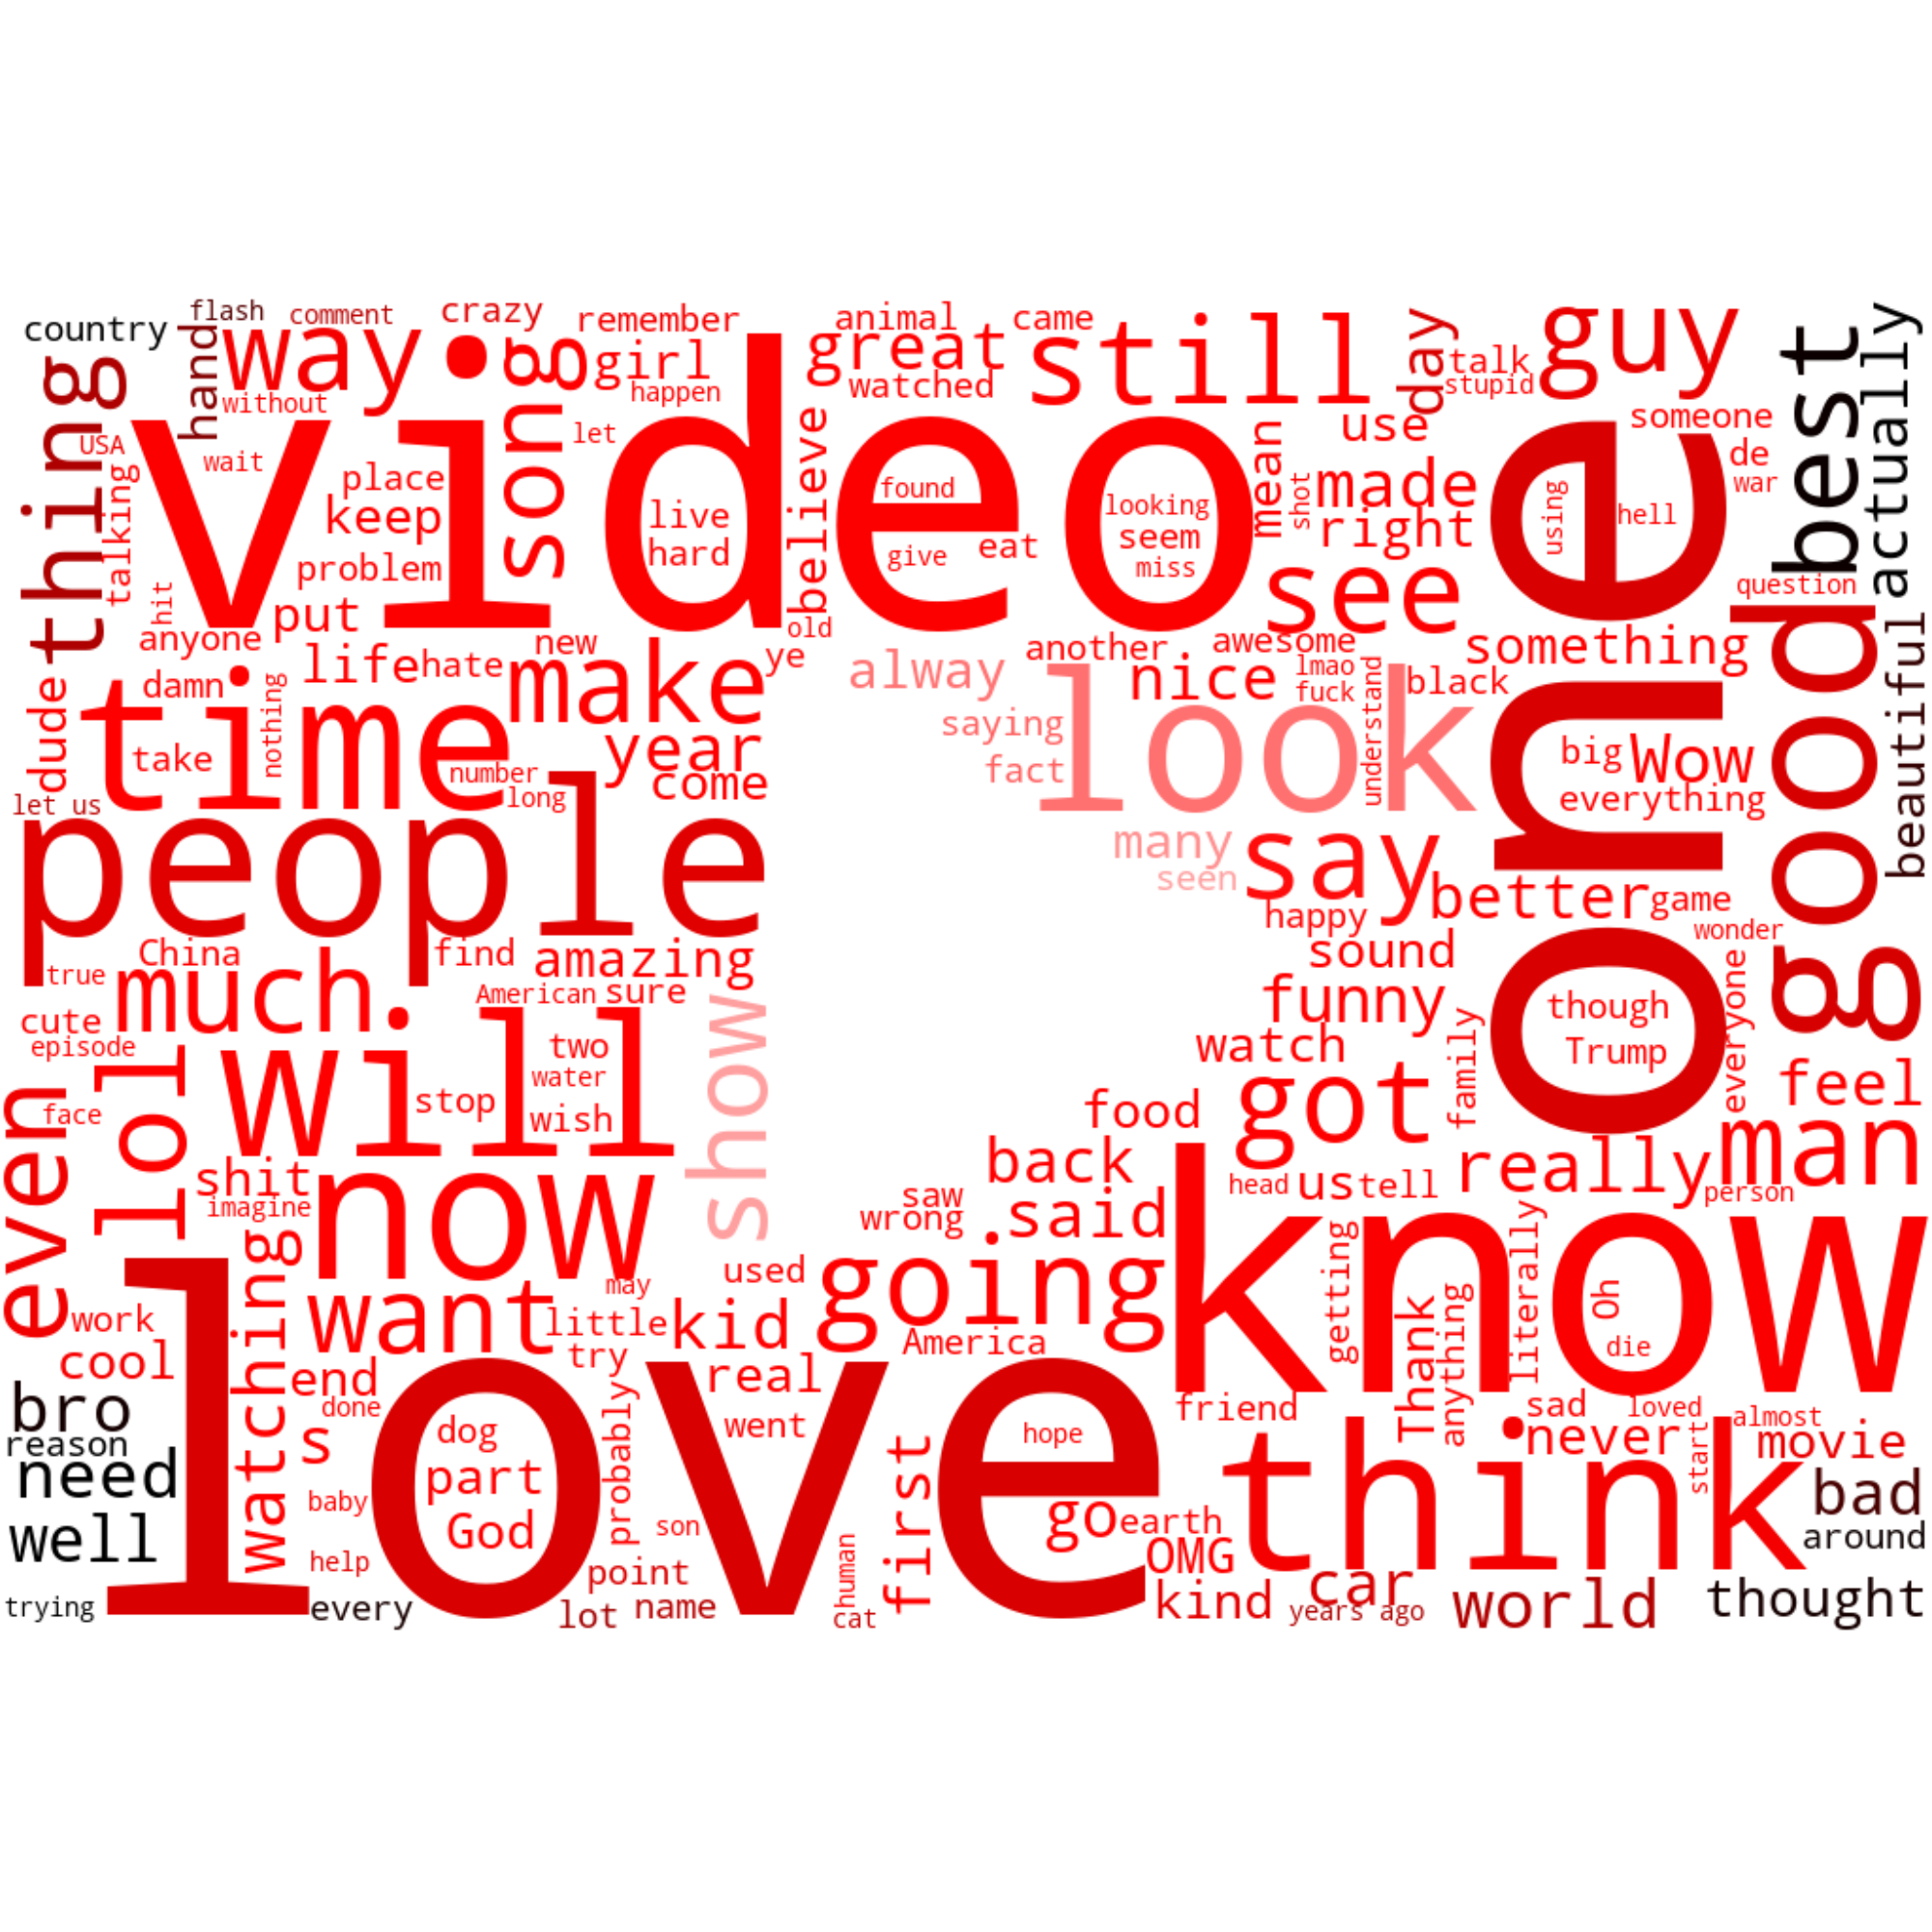 flash
comment
crazy
remember
animal
came
country
hand
way
song
girl
great
still
day
talk
guy
best
actually
thing
without
happen
watched
stupid
USA
wait
let
believe
use
someone
video
talking
place
keep
live
hard
found
looking
mean
shot
made
de
war
one
using
hell
problem
give
eat
seem
miss
right
see
question
hit
put
anyone
old
new
another
awesome
something
good
beautiful
dude
damn
life
hate
make
ye
alway
nice
lmao
fuck
understand
black
time
nothing
take
year
number
long
come
saying
fact
look
big
Wow
everything
let us
people
many
seen
say
better
game
happy
wonder
China
find
amazing
sound
true
much
American
sure
funny
everyone
though
Trump
cute
episode
show
two
water
wish
stop
will
watch
family
got
feel
even
face
lol
food
man
shit
imagine
now
back
saw
wrong
said
head
us
tell
really
person
know
watching
may
used
going
getting
Thank
anything
literally
Oh
die
work
want
little
kid
America
cool
end
try
real
bro
done
probably
went
friend
sad
loved
almost
reason
s
dog
love
first
hope
never
start
movie
need
part
think
bad
baby
God
son
go
earth
well
OMG
around
help
point
human
car
trying
every
lot
name
cat
kind
years ago
world
thought